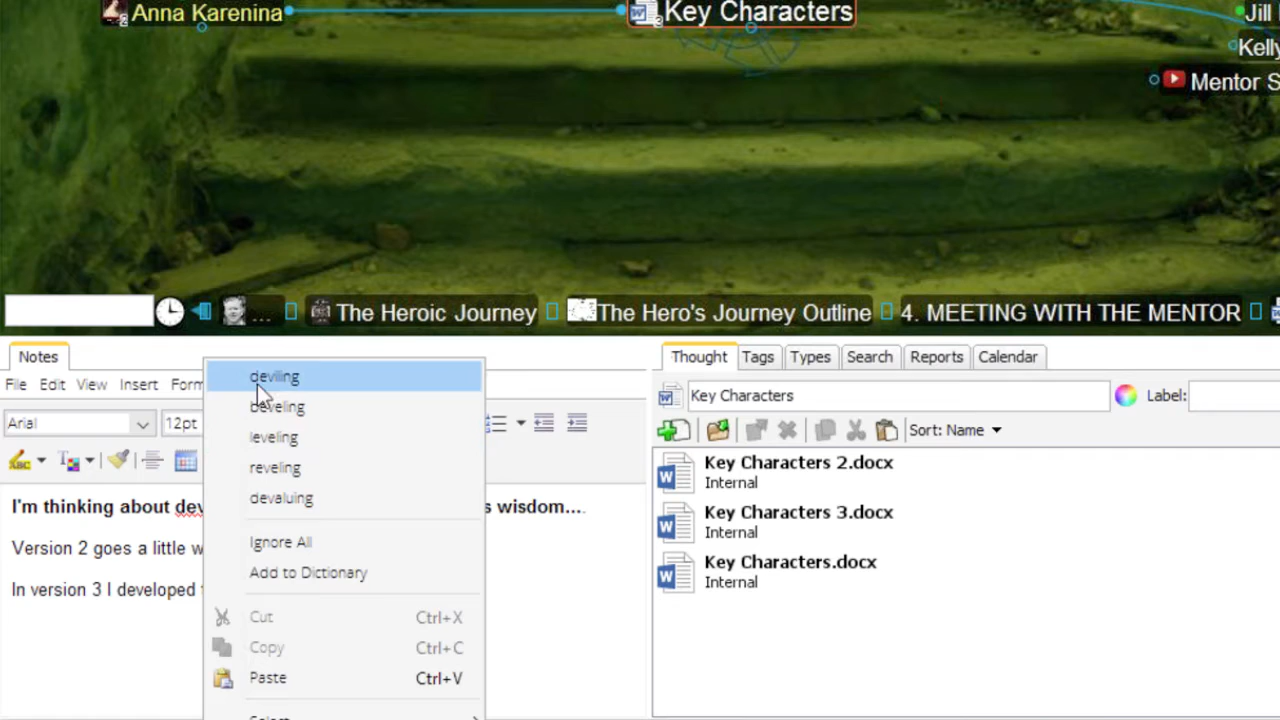 Anna Karenina
Key Characters
Jill
Kelly
Mentor S
... The Heroic Journey The Hero's Journey Outline 4. MEETING WITH THE MENTOR
Notes
File Edit View Insert Form
Arial 12pt
I'm thinking about dev s wisdom....
Version 2 goes a little w
In version 3 I developed
deviling
beveling
leveling
reveling
devaluing
Ignore All
Add to Dictionary
Cut Ctrl+X
Copy Ctrl+C
Paste Ctrl+V
Select
Thought Tags Types Search Reports Calendar
Key Characters Label:
Sort: Name
Key Characters 2.docx
Internal
Key Characters 3.docx
Internal
Key Characters.docx
Internal